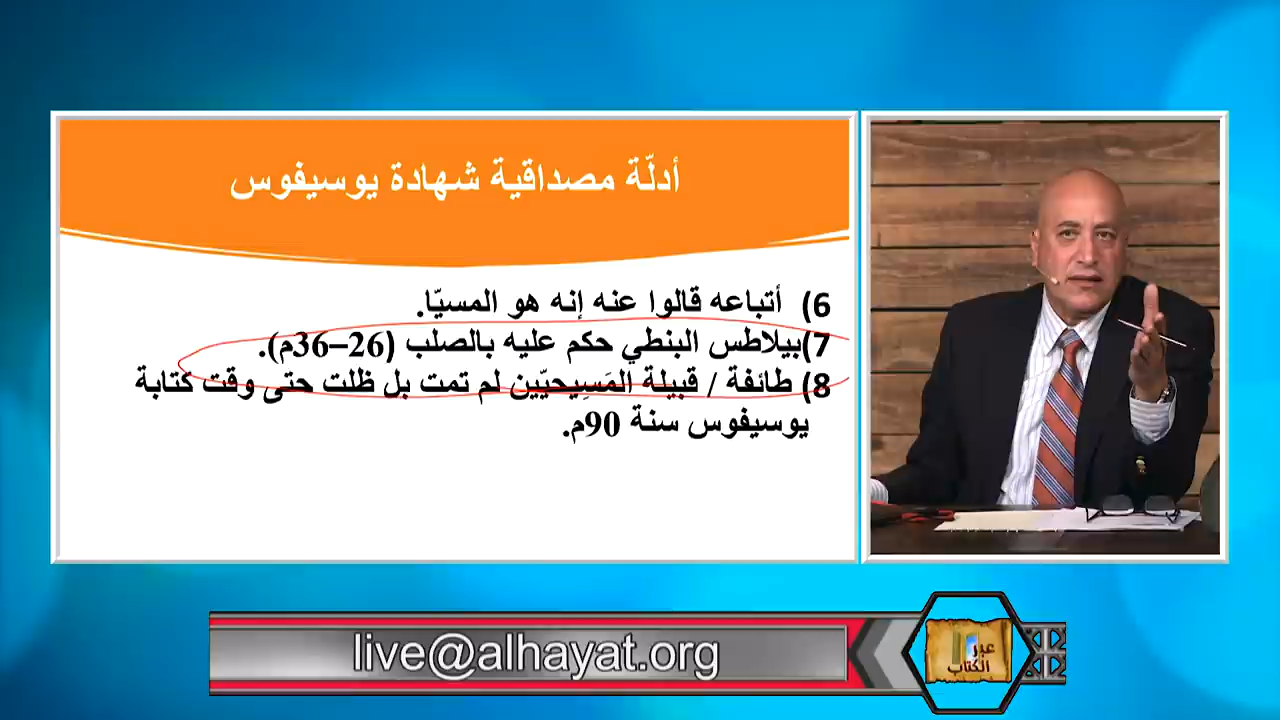 أدلّة مصداقية شهادة يوسيفوس
6) أتباعه قالوا عنه إنه هو المسيّا.
7)بيلاطس البنطي حكم عليه بالصلب (26–36م).
8) طائفة / قبيلة المَسِيحيّين لم تمت بل ظلت حتى وقت كتابة
يوسيفوس سنة 90م.
live@alhayat.org
عبر
الكتاب